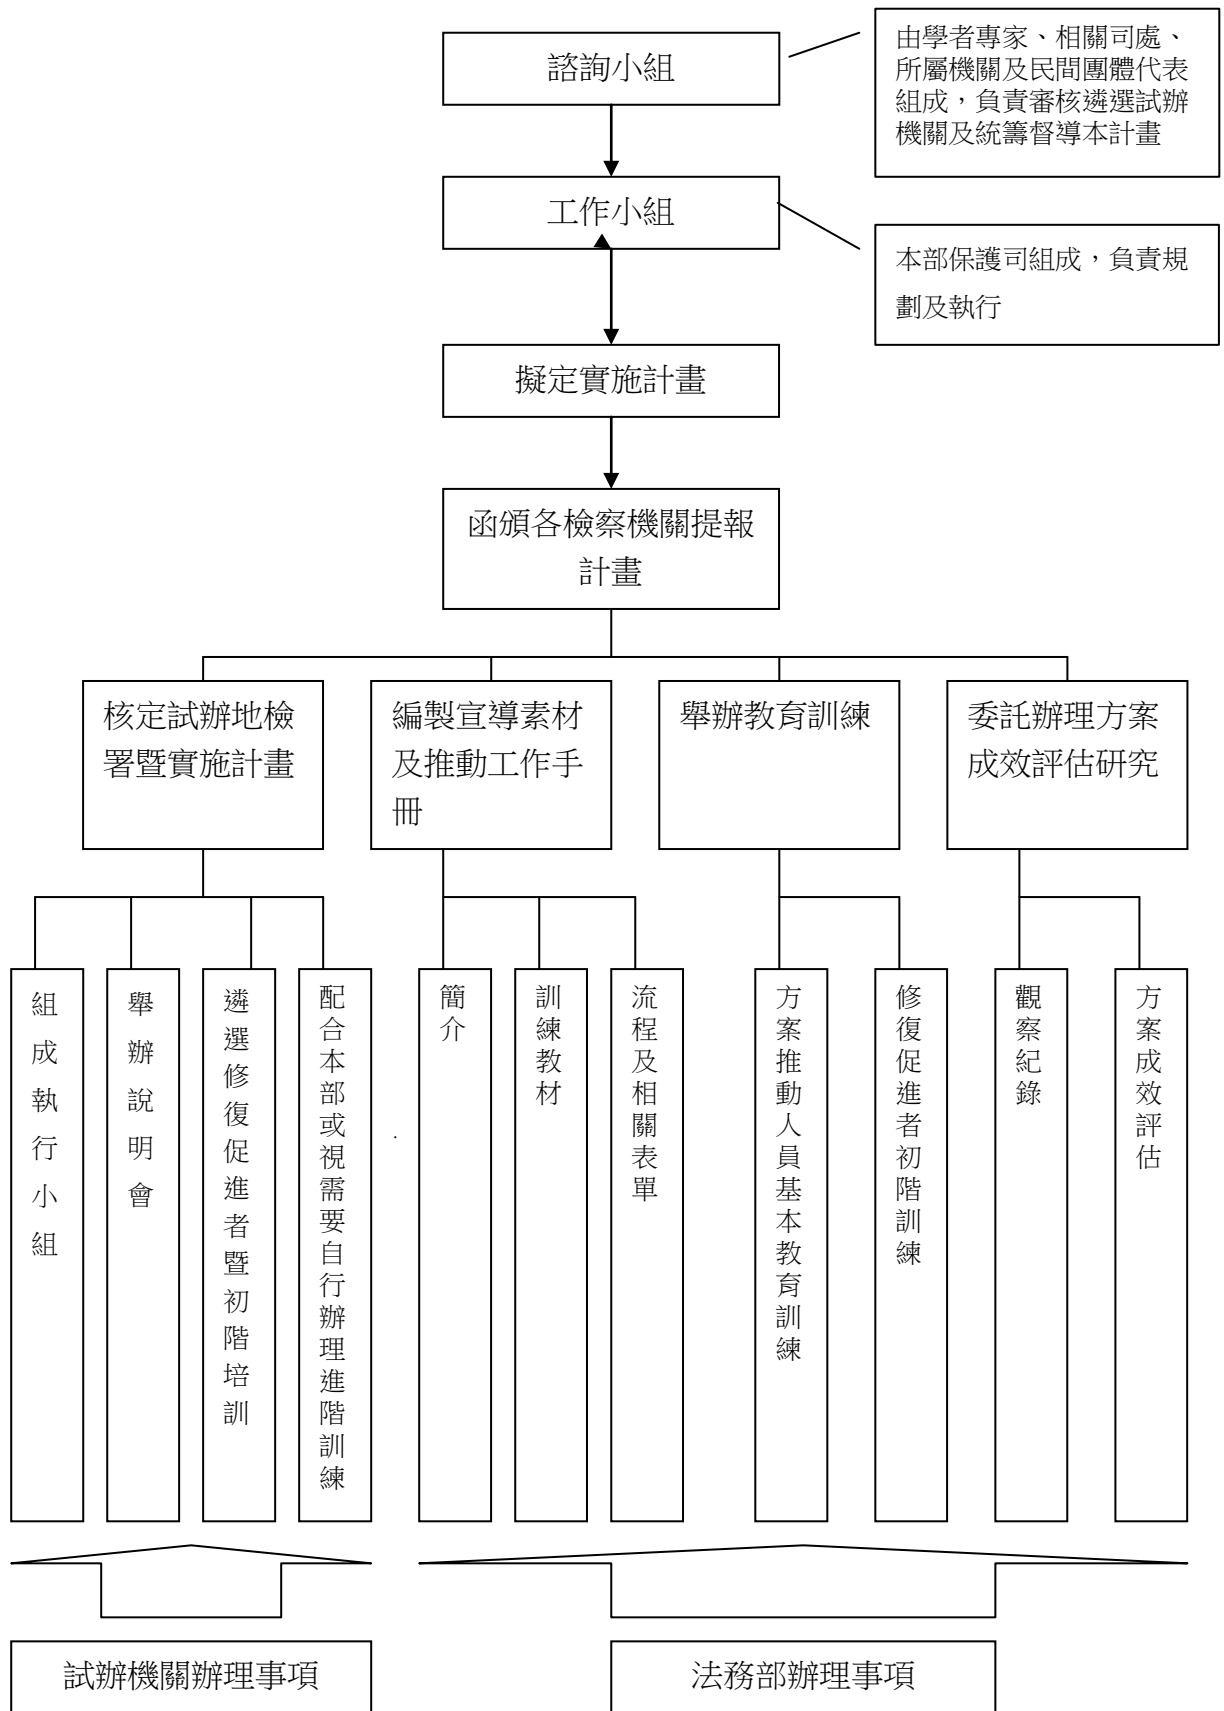 諮詢小組
由學者專家、相關司處、
所屬機關及民間團體代表
組成，負責審核遴選試辦
機關及統籌督導本計畫
工作小組
本部保護司組成，負責規
劃及執行
擬定實施計畫
函頒各檢察機關提報
計畫
核定試辦地檢
署暨實施計畫
編製宣導素材
及推動工作手
冊
舉辦教育訓練
委託辦理方案
成效評估研究
組成執行小組
舉辦說明會
遴選修復促進者暨初階培訓
配合本部或視需要自行辦理進階訓練
簡介
訓練教材
流程及相關表單
方案推動人員基本教育訓練
修復促進者初階訓練
觀察紀錄
方案成效評估
試辦機關辦理事項
法務部辦理事項